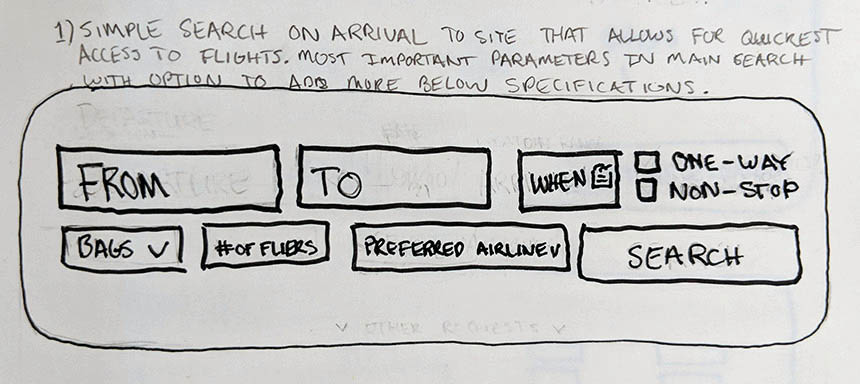 1) SIMPLE SEARCH ON ARRIVAL TO SITE THAT ALLOWS FOR QUICKEST
ACCESS TO FLIGHTS. MOST IMPORTANT PARAMETERS IN MAIN SEARCH
WITH OPTION TO ADD MORE BELOW SPECIFICATIONS.
FROM TO WHEN ONE-WAY
NON-STOP
BAGS # OF FLIERS PREFERRED AIRLINE SEARCH
OTHER REQUESTS